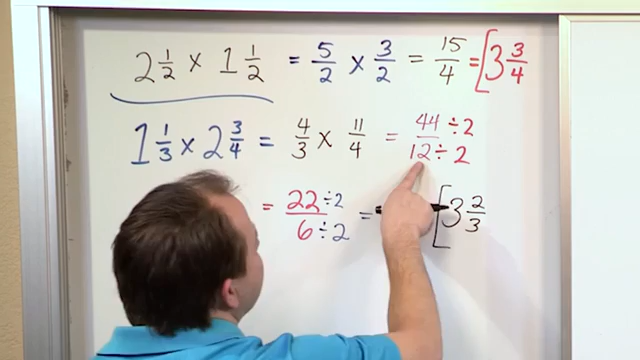 2 1/2 × 1 1/2 = 5/2 × 3/2 = 15/4 = [3 3/4
1 1/3 × 2 3/4 = 4/3 × 11/4 = 44/12 ÷2/÷2
= 22/6 ÷2/÷2 = [3 2/3